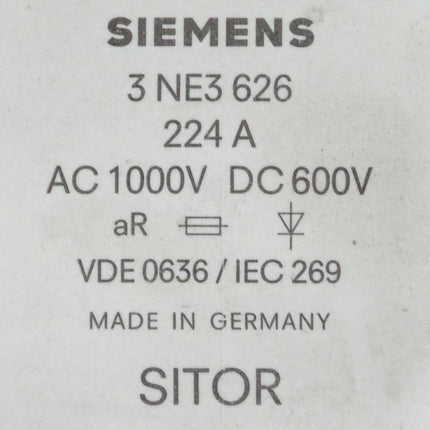 SIEMENS
3 NE3 626
224 A
AC 1000V DC 600V
aR
VDE 0636 / IEC 269
MADE IN GERMANY
SITOR